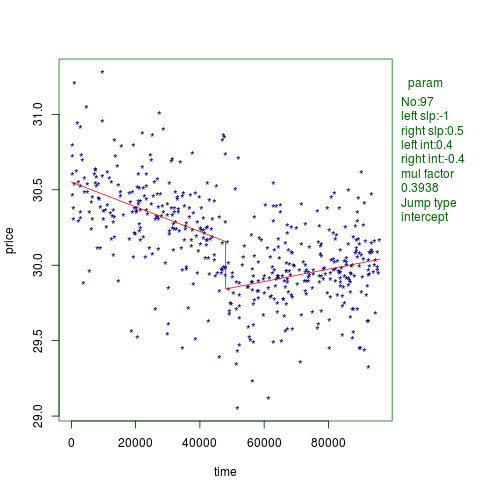 param
No:97
left slp:-1
right slp:0.5
left int:0.4
right int:-0.4
mul factor
0.3938
Jump type
intercept
price
31.0
30.5
30.0
29.5
29.0
0 20000 40000 60000 80000
time